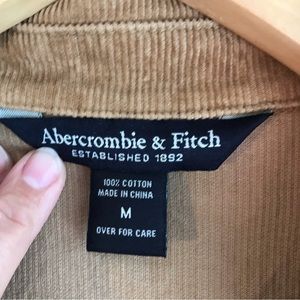 Abercrombie & Fitch
ESTABLISHED 1892
100% COTTON
MADE IN CHINA
M
OVER FOR CARE